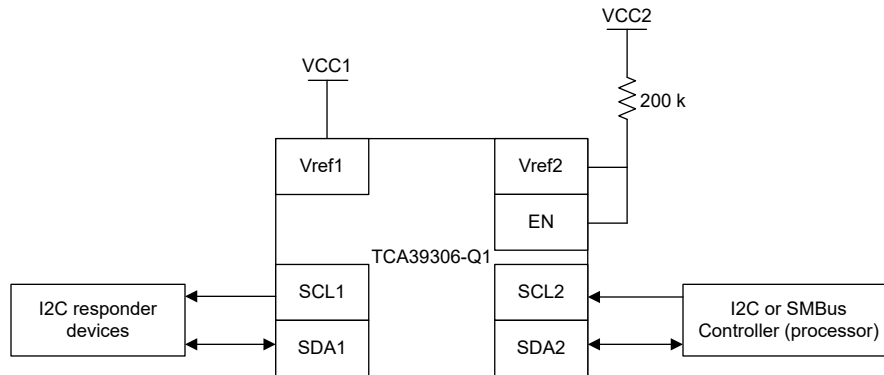 VCC2
VCC1
200 k
Vref1
Vref2
EN
TCA39306-Q1
SCL1
SCL2
I2C responder
devices
I2C or SMBus
Controller (processor)
SDA1
SDA2